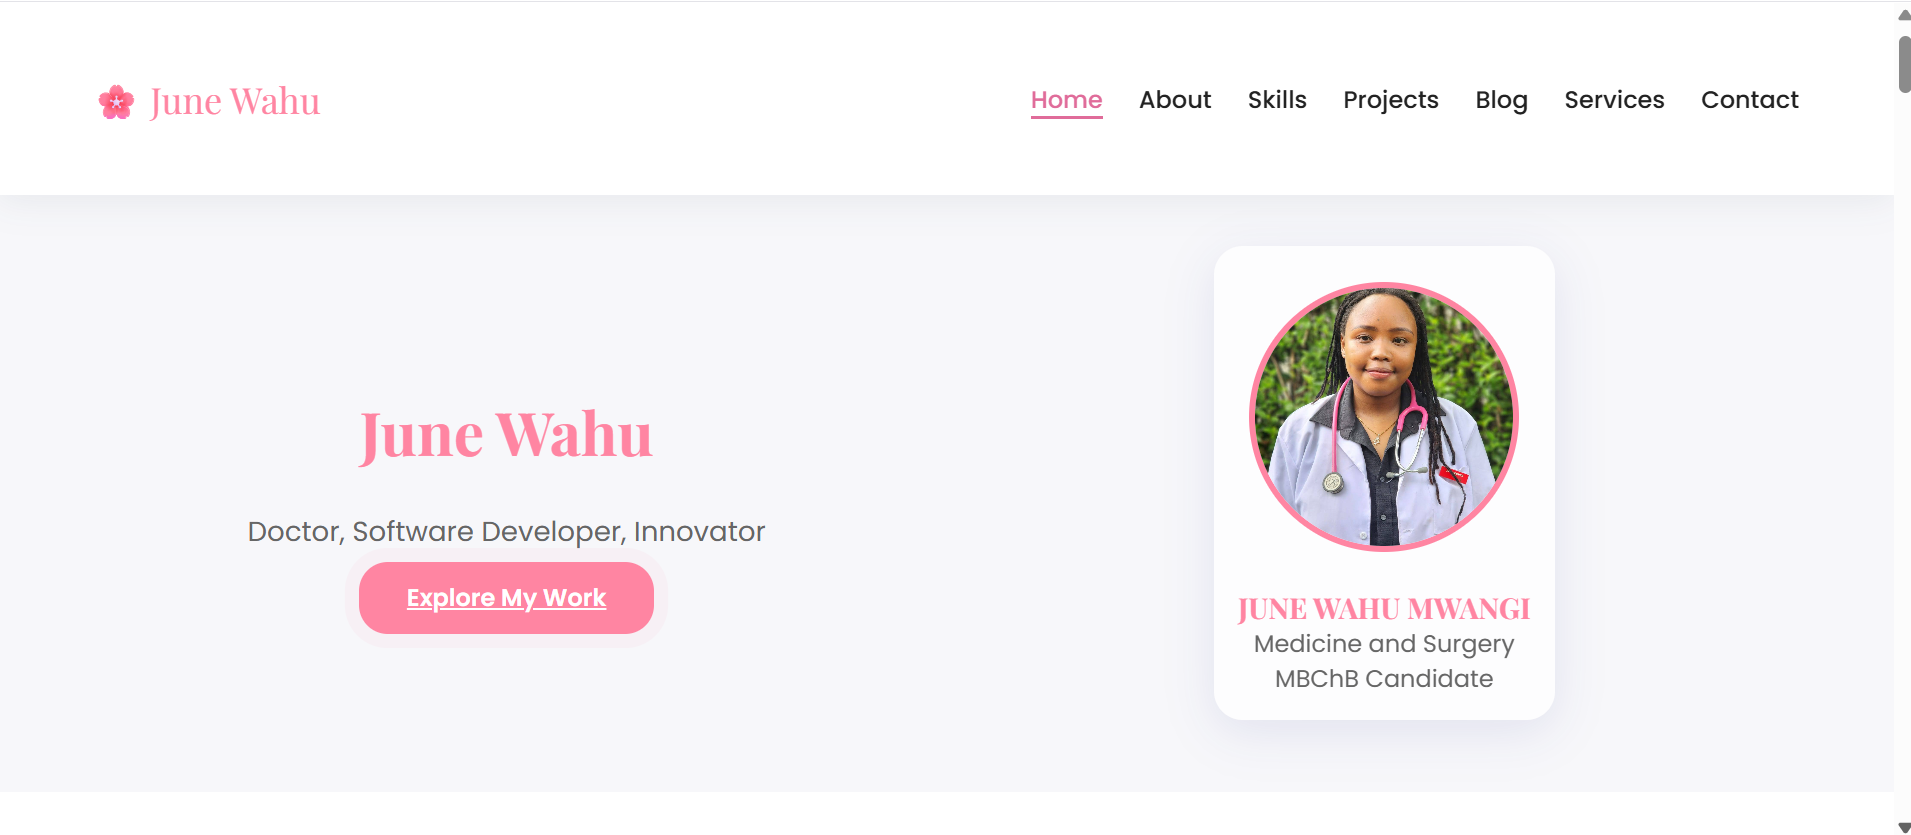 June Wahu
Home About Skills Projects Blog Services Contact
June Wahu
Doctor, Software Developer, Innovator
Explore My Work
JUNE WAHU MWANGI
Medicine and Surgery
MBChB Candidate